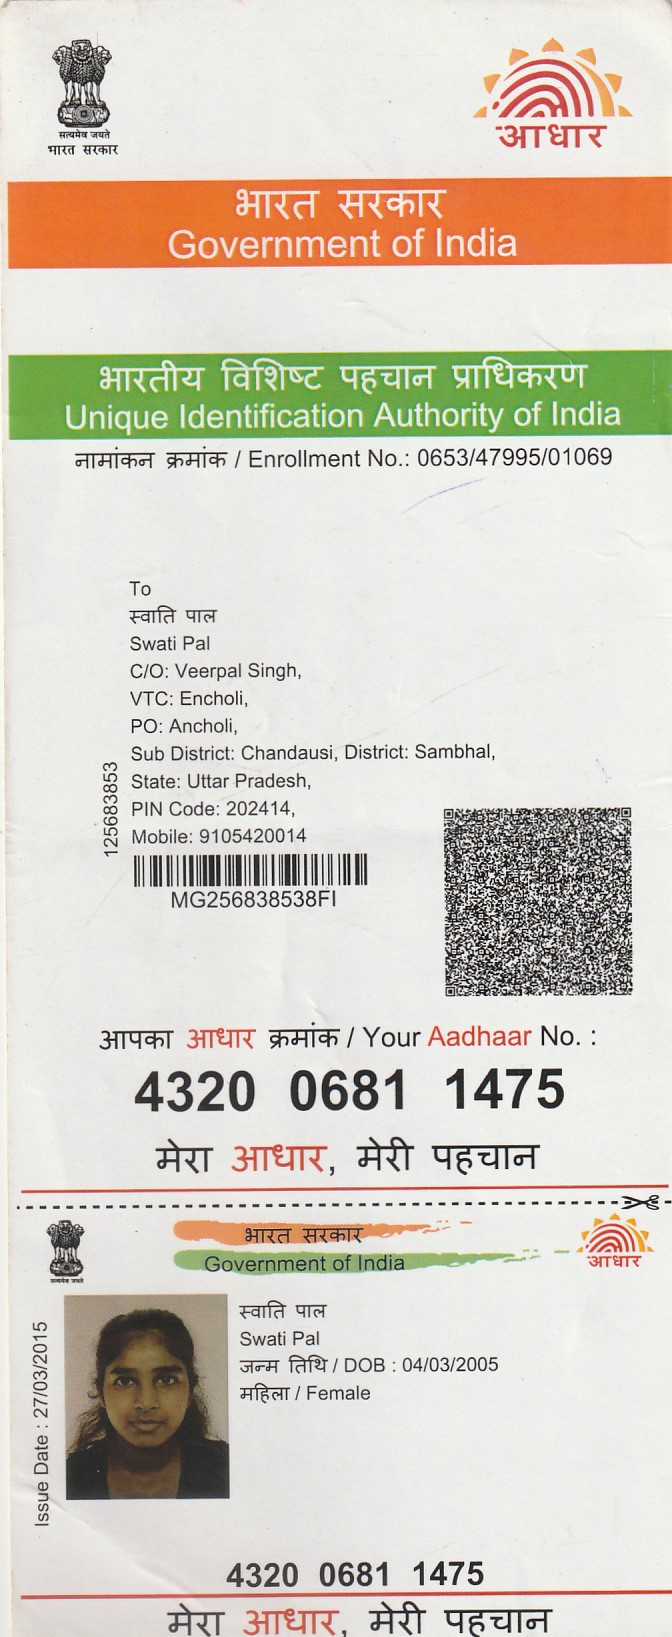 सत्यमेव जयते
भारत सरकार
आधार
भारत सरकार
Government of India
भारतीय विशिष्ट पहचान प्राधिकरण
Unique Identification Authority of India
नामांकन क्रमांक / Enrollment No.: 0653/47995/01069
To
स्वाति पाल
Swati Pal
C/O: Veerpal Singh,
VTC: Encholi,
PO: Ancholi,
Sub District: Chandausi, District: Sambhal,
State: Uttar Pradesh,
PIN Code: 202414,
Mobile: 9105420014
125683853
MG256838538FI
आपका आधार क्रमांक / Your Aadhaar No. :
4320 0681 1475
मेरा आधार, मेरी पहचान
भारत सरकार
Government of India
सत्यमेव जयते
आधार
Issue Date : 27/03/2015
स्वाति पाल
Swati Pal
जन्म तिथि / DOB : 04/03/2005
महिला / Female
4320 0681 1475
मेरा आधार, मेरी पहचान